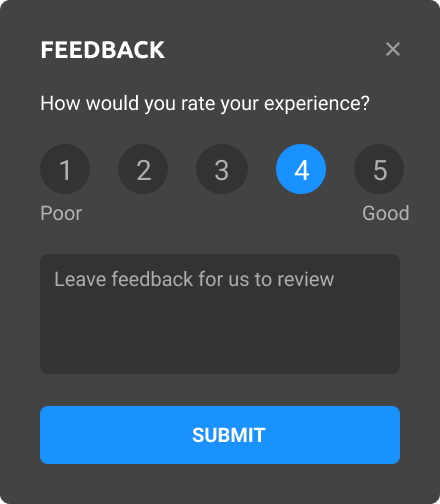 FEEDBACK
How would you rate your experience?
1 2 3 4 5
Poor Good
Leave feedback for us to review
SUBMIT